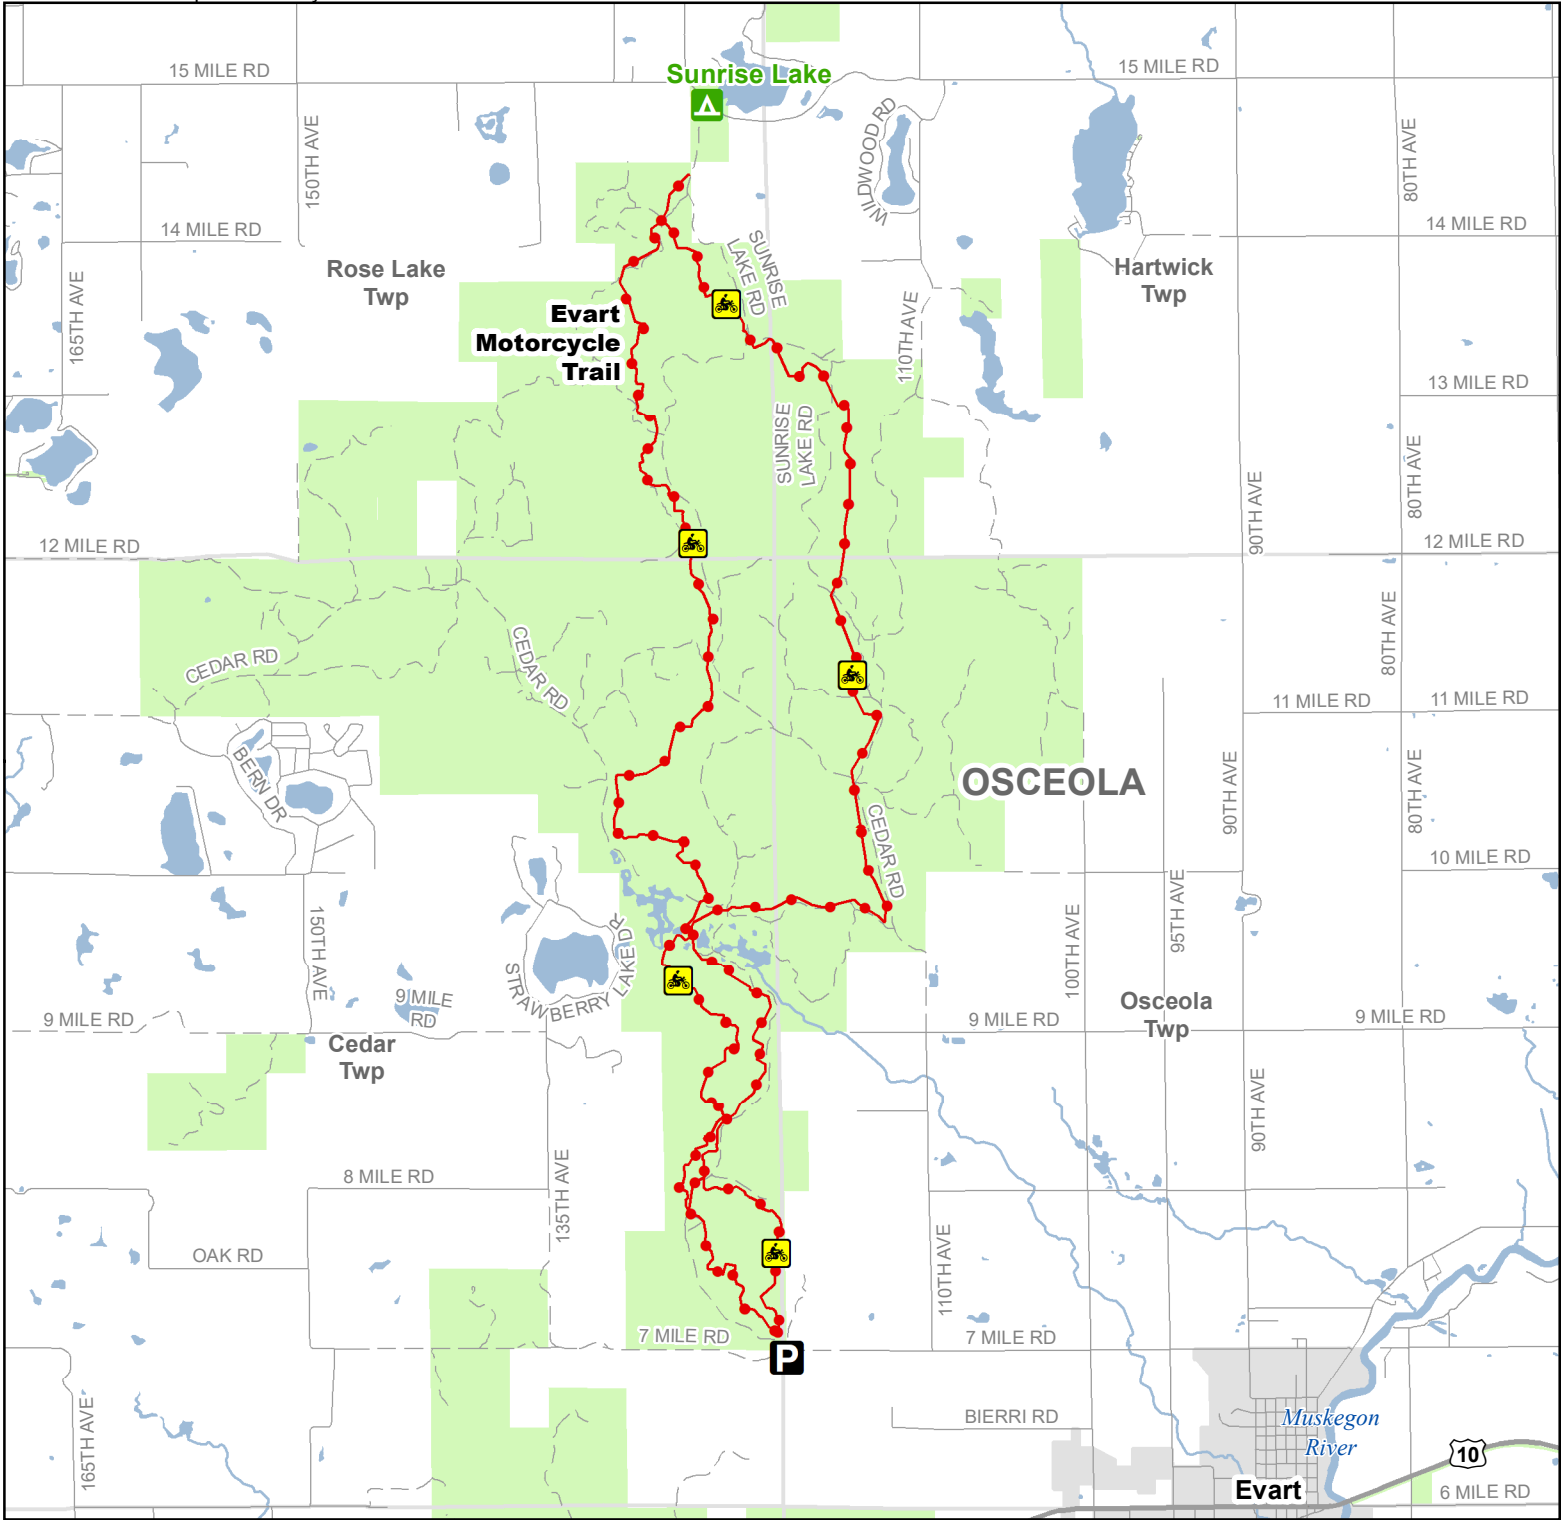 15 MILE RD
Sunrise Lake
15 MILE RD
150TH AVE
WILDWOOD RD
80TH AVE
14 MILE RD
14 MILE RD
SUNRISE
LAKE RD
Rose Lake
Twp
Hartwick
Twp
165TH AVE
Evart
Motorcycle
Trail
110TH AVE
13 MILE RD
SUNRISE
LAKE RD
80TH AVE
90TH AVE
12 MILE RD
12 MILE RD
80TH AVE
CEDAR RD
CEDAR RD
11 MILE RD
11 MILE RD
BERN DR
OSCEOLA
90TH AVE
80TH AVE
CEDAR RD
10 MILE RD
150TH AVE
STRAWBERRY LAKE DR
100TH AVE
95TH AVE
9 MILE
RD
Osceola
Twp
9 MILE RD
9 MILE RD
9 MILE RD
Cedar
Twp
90TH AVE
8 MILE RD
135TH AVE
OAK RD
110TH AVE
7 MILE RD
7 MILE RD
P
165TH AVE
BIERRI RD
Muskegon
River
10
Evart
6 MILE RD